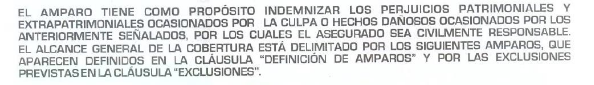 EL AMPARO TIENE COMO PROPÓSITO INDEMNIZAR LOS PERJUICIOS PATRIMONIALES Y
EXTRAPATRIMONIALES OCASIONADOS POR LA CULPA O HECHOS DAÑOSOS OCASIONADOS POR LOS
ANTERIORMENTE SEÑALADOS, POR LOS CUALES EL ASEGURADO SEA CIVILMENTE RESPONSABLE.
EL ALCANCE GENERAL DE LA COBERTURA ESTÁ DELIMITADO POR LOS SIGUIENTES AMPAROS, QUE
APARECEN DEFINIDOS EN LA CLÁUSULA "DEFINICIÓN DE AMPAROS" Y POR LAS EXCLUSIONES
PREVISTAS EN LA CLÁUSULA "EXCLUSIONES".